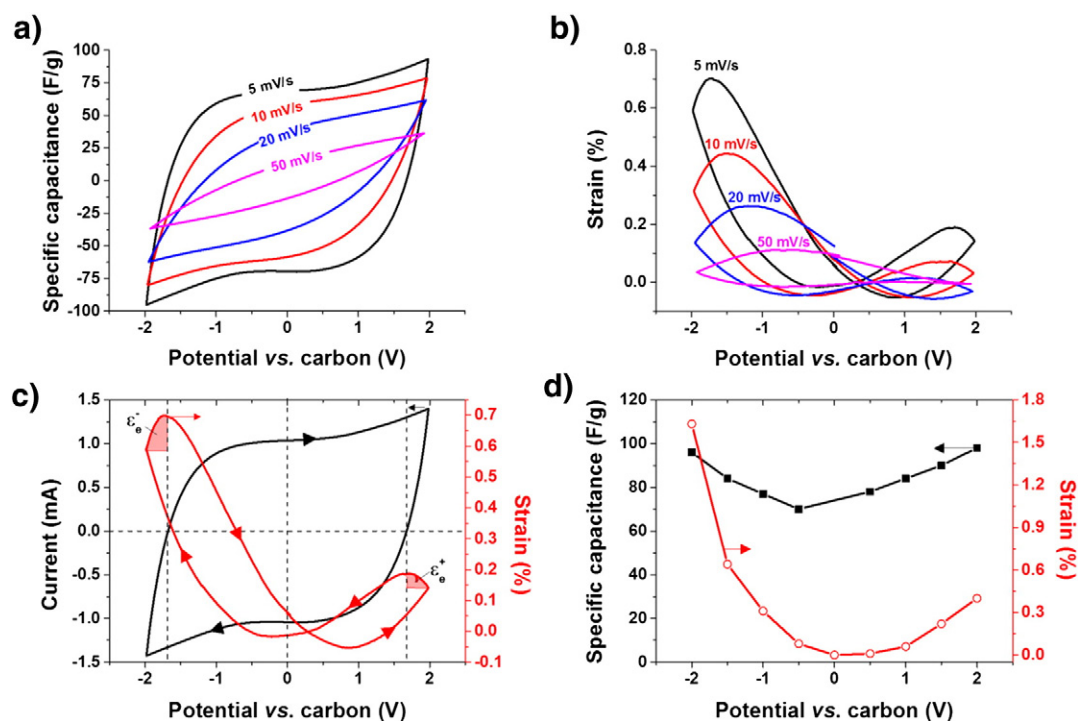 a)
Specific capacitance (F/g)
100
75
50
25
0
-25
-50
-75
-100
5 mV/s
10 mV/s
20 mV/s
50 mV/s
-2 -1 0 1 2
Potential vs. carbon (V)
b)
Strain (%)
0.8
0.6
0.4
0.2
0.0
5 mV/s
10 mV/s
20 mV/s
50 mV/s
-2 -1 0 1 2
Potential vs. carbon (V)
c)
Current (mA)
1.5
1.0
0.5
0.0
-0.5
-1.0
-1.5
εe-
εe+
0.7
0.6
0.5
0.4
0.3
0.2
0.1
0.0
-0.1
Strain (%)
-2 -1 0 1 2
Potential vs. carbon (V)
d)
Specific capacitance (F/g)
120
100
80
60
40
20
0
1.8
1.5
1.2
0.9
0.6
0.3
0.0
Strain (%)
-2 -1 0 1 2
Potential vs. carbon (V)